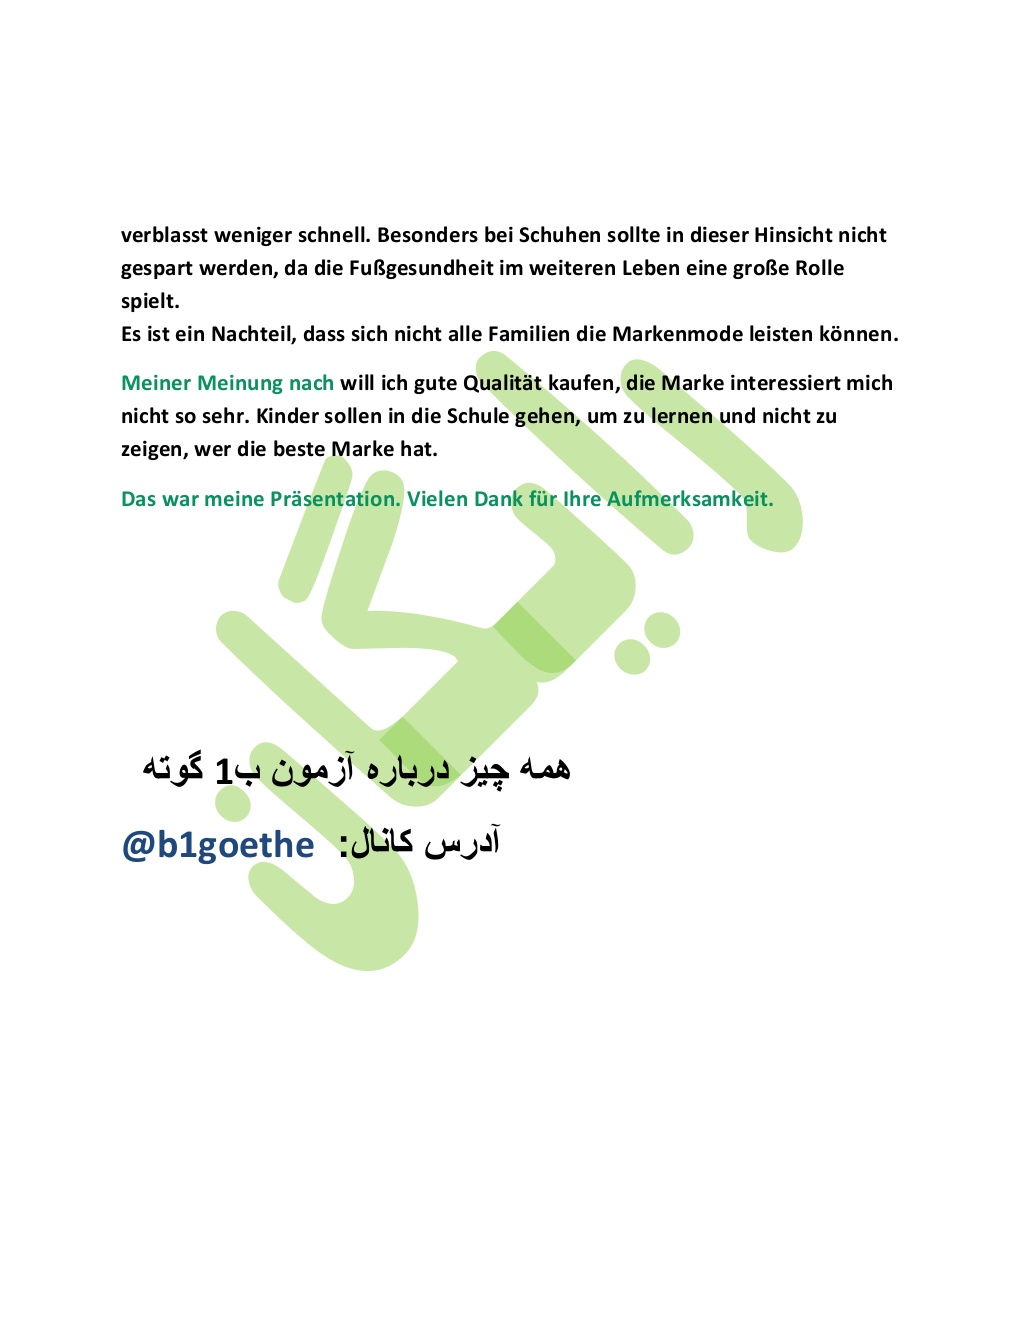 verblasst weniger schnell. Besonders bei Schuhen sollte in dieser Hinsicht nicht
gespart werden, da die Fußgesundheit im weiteren Leben eine große Rolle
spielt.
Es ist ein Nachteil, dass sich nicht alle Familien die Markenmode leisten können.
Meiner Meinung nach will ich gute Qualität kaufen, die Marke interessiert mich
nicht so sehr. Kinder sollen in die Schule gehen, um zu lernen und nicht zu
zeigen, wer die beste Marke hat.
Das war meine Präsentation. Vielen Dank für Ihre Aufmerksamkeit.
رایگان
همه چیز درباره آزمون ب1 گوته
آدرس کانال: @b1goethe